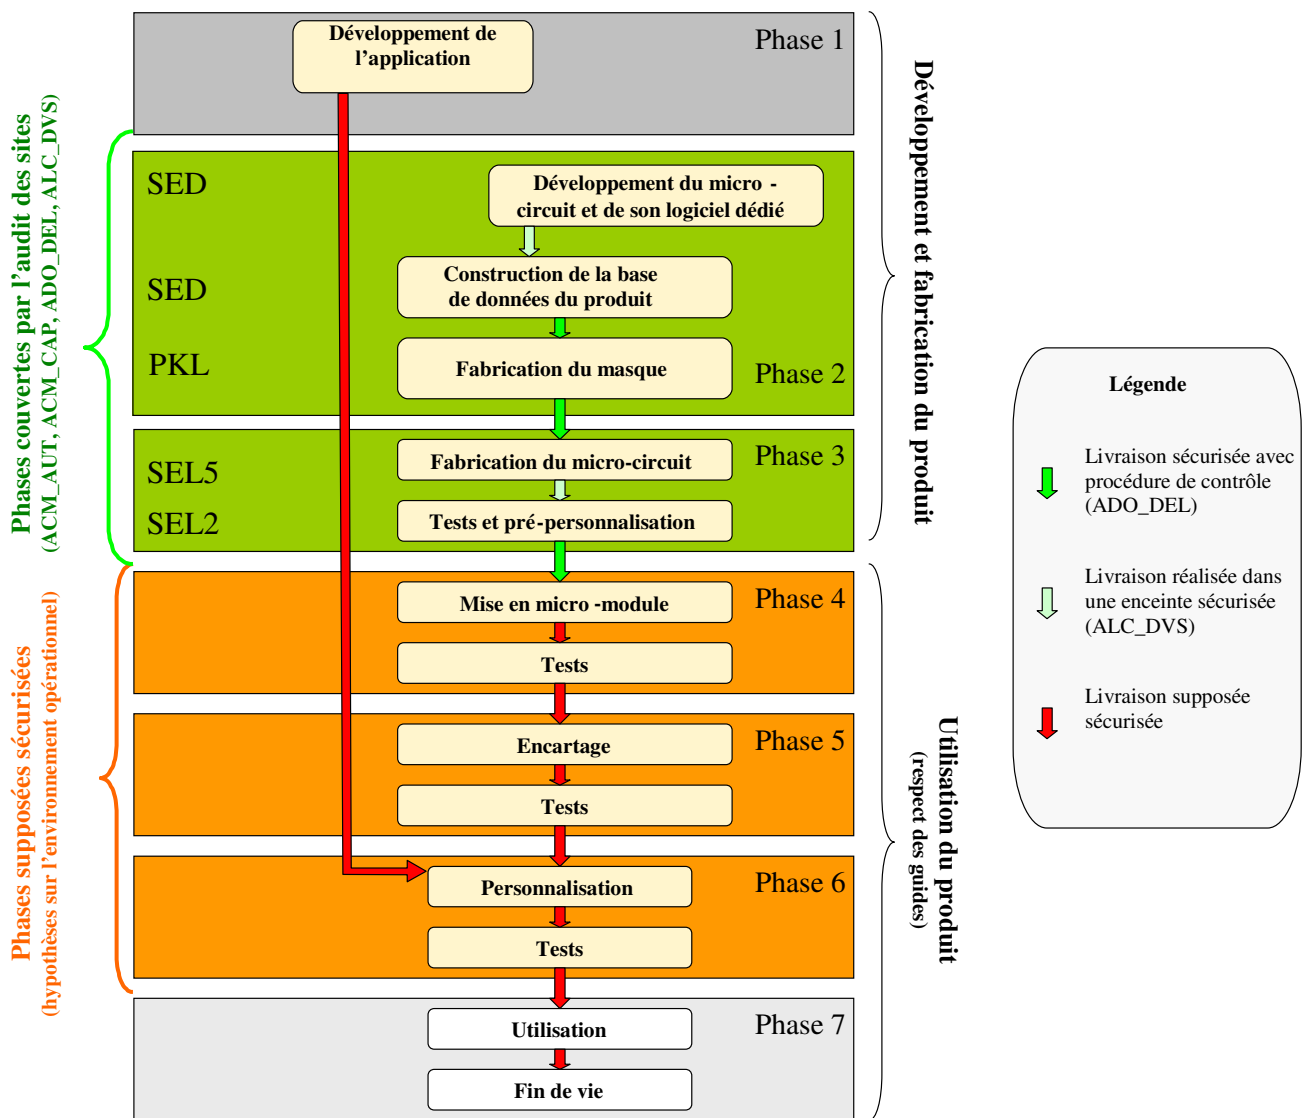 Développement de
l’application
Phase 1
SED
Développement du micro -
circuit et de son logiciel dédié
SED
Construction de la base
de données du produit
PKL
Fabrication du masque
Phase 2
SEL5
Fabrication du micro-circuit
Phase 3
SEL2
Tests et pré-personnalisation
Mise en micro -module
Phase 4
Tests
Encartage
Phase 5
Tests
Personnalisation
Phase 6
Tests
Utilisation
Phase 7
Fin de vie
Phases couvertes par l’audit des sites
(ACM_AUT, ACM_CAP, ADO_DEL, ALC_DVS)
Phases supposées sécurisées
(hypothèses sur l’environnement opérationnel)
Développement et fabrication du produit
Utilisation du produit
(respect des guides)
Légende
Livraison sécurisée avec
procédure de contrôle
(ADO_DEL)
Livraison réalisée dans
une enceinte sécurisée
(ALC_DVS)
Livraison supposée
sécurisée